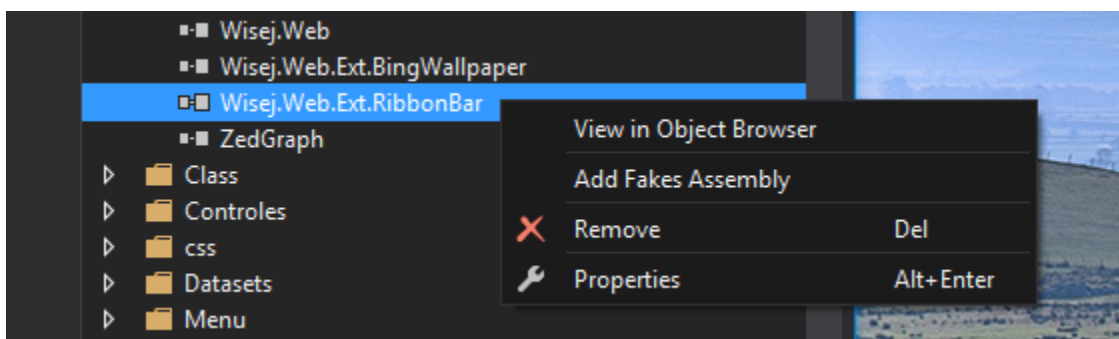 Wisej.Web
Wisej.Web.Ext.BingWallpaper
Wisej.Web.Ext.RibbonBar
ZedGraph
Class
Controles
css
Datasets
Menu
View in Object Browser
Add Fakes Assembly
Remove Del
Properties Alt+Enter